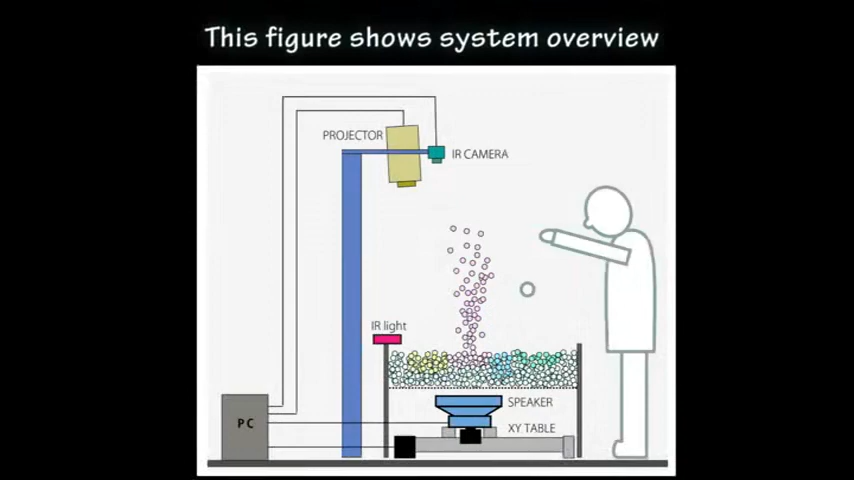 This figure shows system overview
PROJECTOR
IR CAMERA
IR light
SPEAKER
PC
XY TABLE